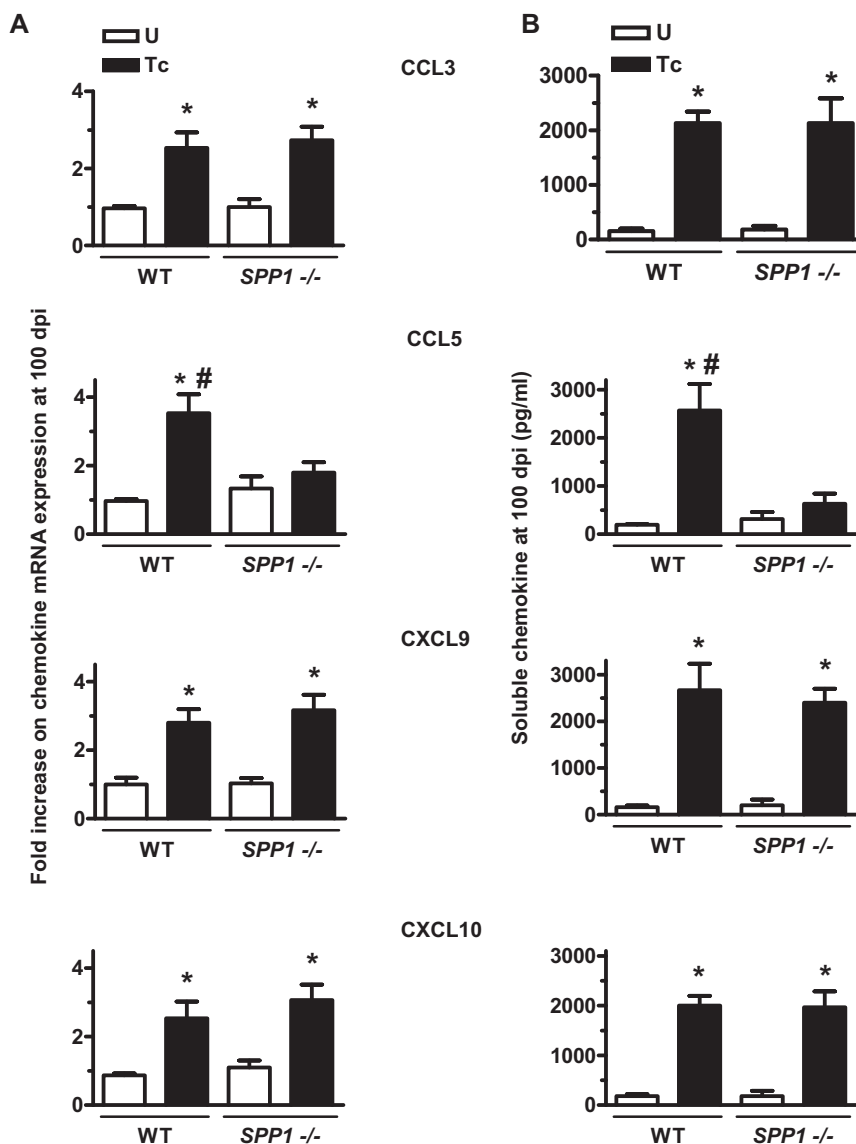 A
U
Tc
B
U
Tc
CCL3
4
2
0
*
*
WT
SPP1 -/-
3000
2000
1000
0
*
*
WT
SPP1 -/-
CCL5
4
2
0
* #
WT
SPP1 -/-
3000
2000
1000
0
* #
WT
SPP1 -/-
CXCL9
4
2
0
*
*
WT
SPP1 -/-
3000
2000
1000
0
*
*
WT
SPP1 -/-
CXCL10
4
2
0
*
*
WT
SPP1 -/-
3000
2000
1000
0
*
*
WT
SPP1 -/-
Fold increase on chemokine mRNA expression at 100 dpi
Soluble chemokine at 100 dpi (pg/ml)